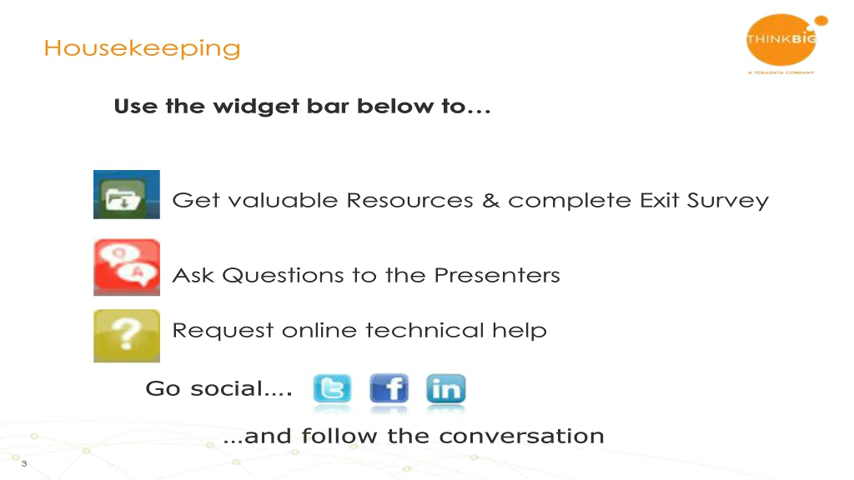 Housekeeping
THINKBIG
A TERADATA COMPANY
Use the widget bar below to...
Get valuable Resources & complete Exit Survey
Q
A
Ask Questions to the Presenters
?
Request online technical help
Go social.... t f in
...and follow the conversation
3